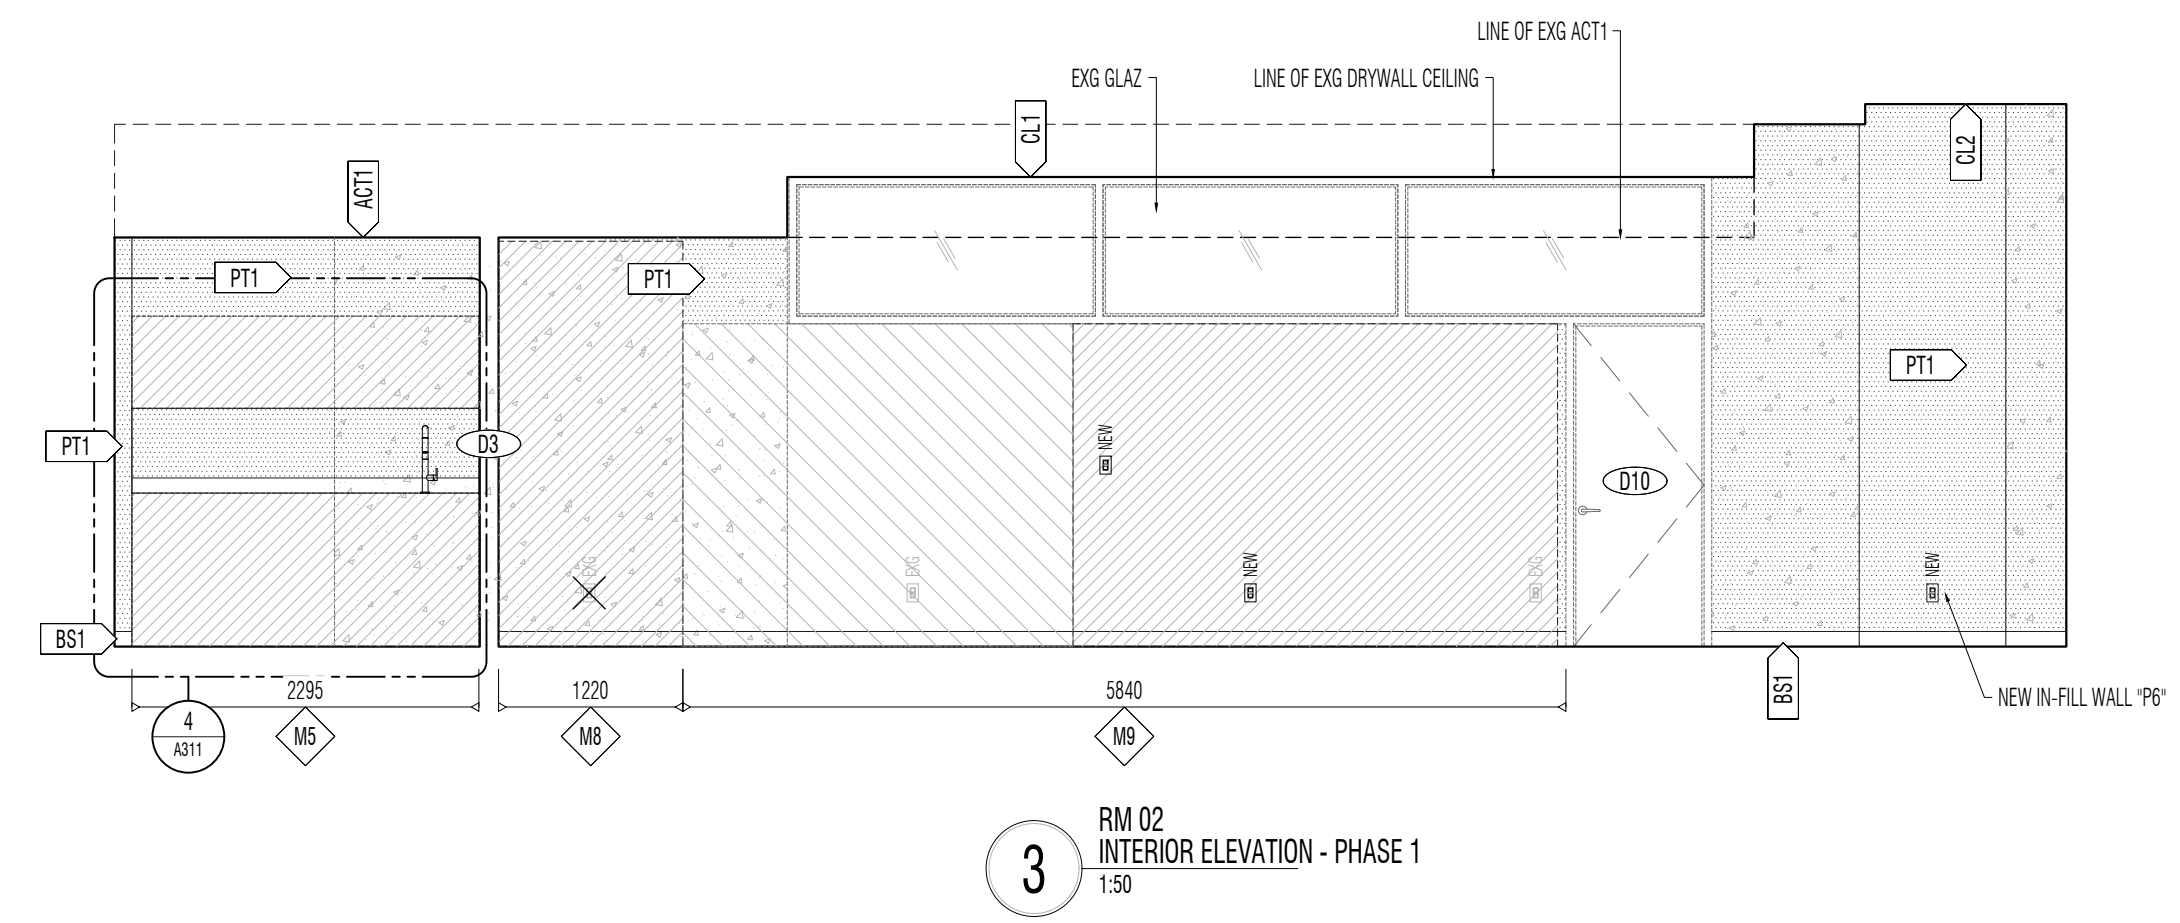 LINE OF EXG ACT1
EXG GLAZ
LINE OF EXG DRYWALL CEILING
CL1
CL2
ACT1
PT1
PT1
PT1
PT1
D3
NEW
D10
EXG
EXG
NEW
EXG
NEW
BS1
BS1
2295
1220
5840
NEW IN-FILL WALL "P6"
4
A311
M5
M8
M9
3
RM 02
INTERIOR ELEVATION - PHASE 1
1:50